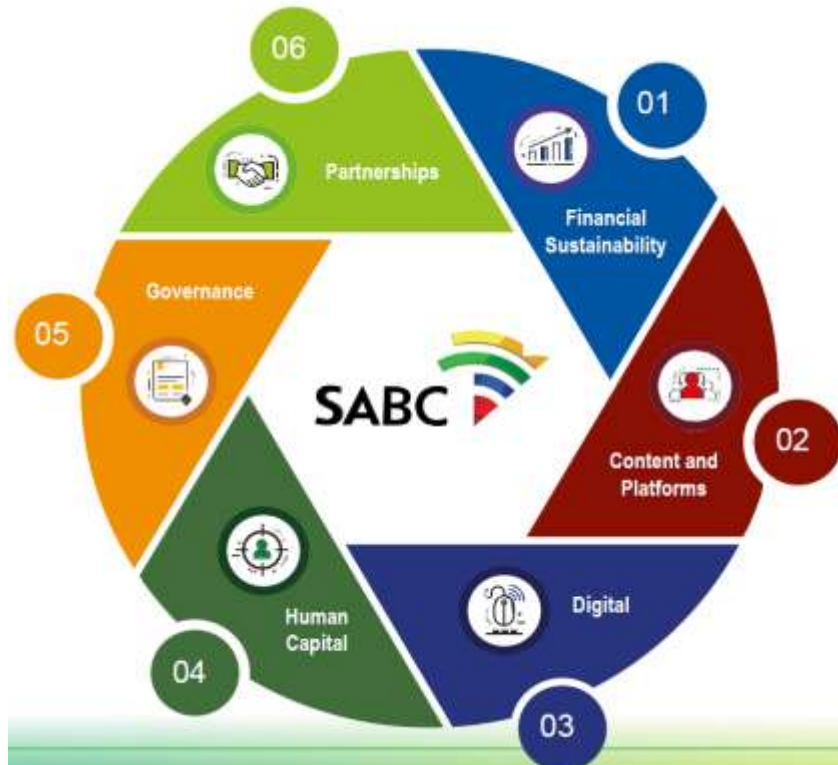 06
01
Partnerships
Financial
Sustainability
Governance
05
SABC
02
Content and
Platforms
Digital
Human
Capital
04
03